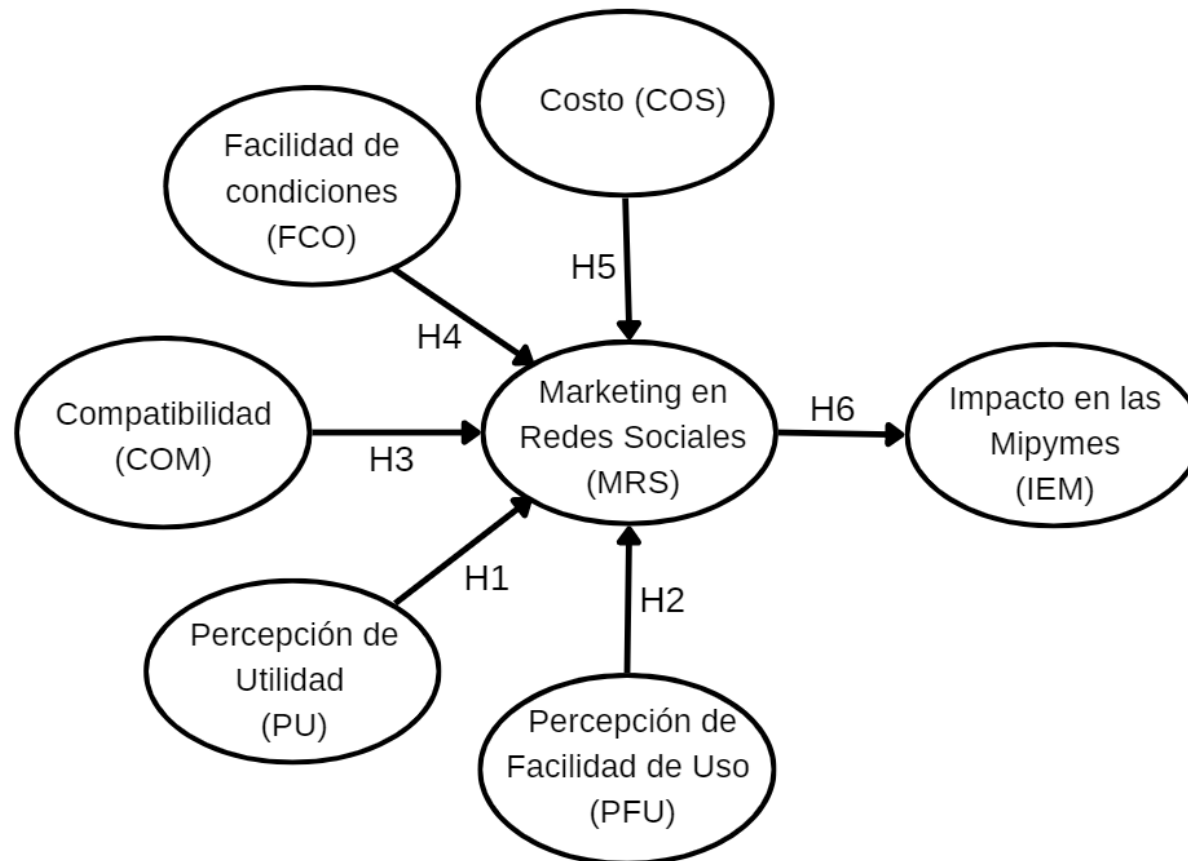 Costo (COS)
Facilidad de
condiciones
(FCO)
H5
H4
Compatibilidad
(COM)
H3
Marketing en
Redes Sociales
(MRS)
H6
Impacto en las
Mipymes
(IEM)
H1
H2
Percepción de
Utilidad
(PU)
Percepción de
Facilidad de Uso
(PFU)